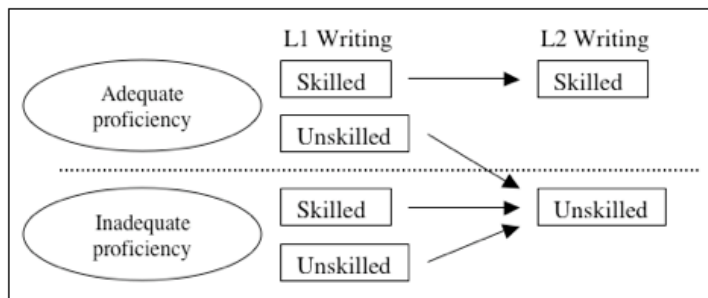 L1 Writing L2 Writing
Adequate
proficiency
Skilled Skilled
Unskilled
Inadequate
proficiency
Skilled Unskilled
Unskilled